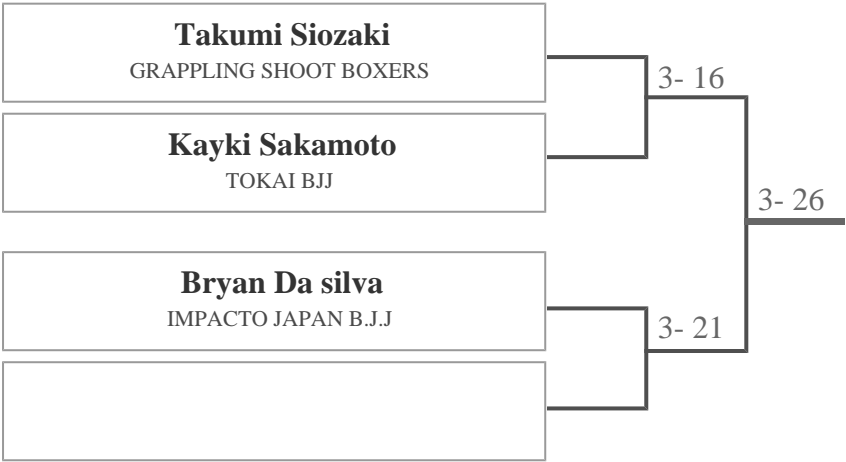 Takumi Siozaki
GRAPPLING SHOOT BOXERS
3- 16
Kayki Sakamoto
TOKAI BJJ
3- 26
Bryan Da silva
IMPACTO JAPAN B.J.J
3- 21